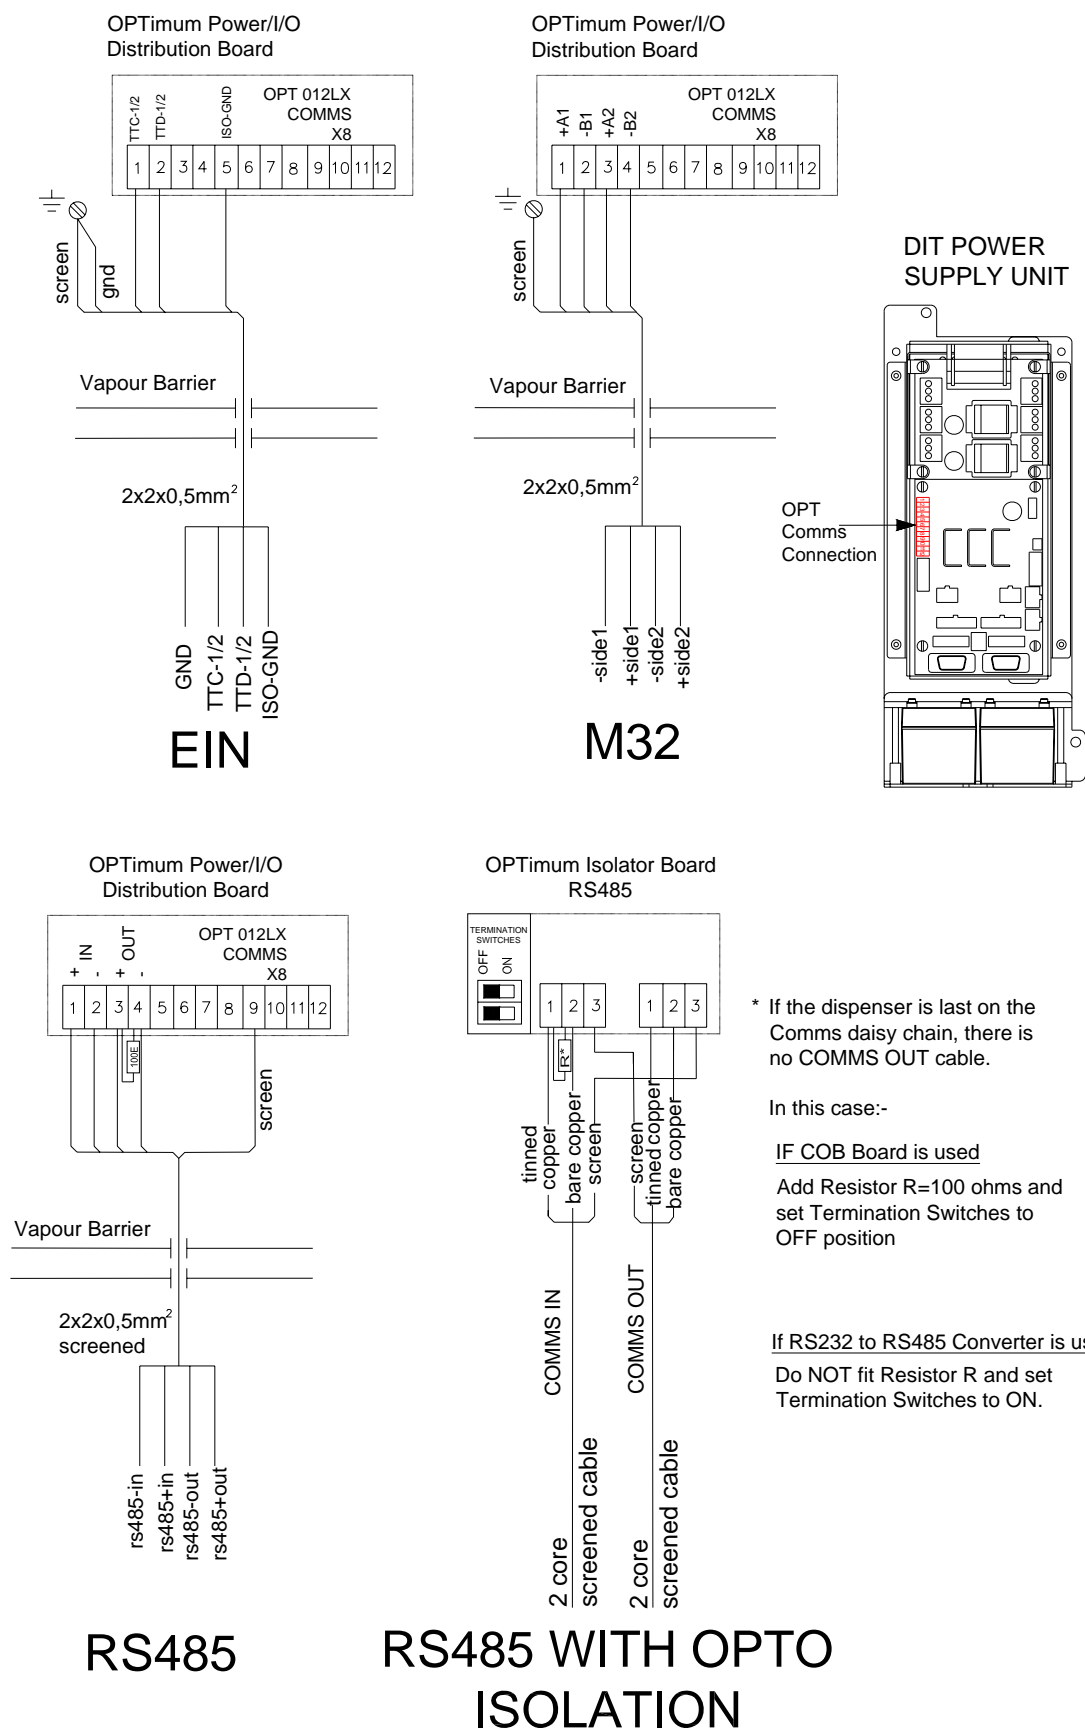 OPTimum Power/I/O
Distribution Board
OPT 012LX
COMMS
X8
TTC-1/2
TTD-1/2
ISO-GND
1 2 3 4 5 6 7 8 9 10 11 12
screen
gnd
Vapour Barrier
2x2x0,5mm²
GND
TTC-1/2
TTD-1/2
ISO-GND
EIN
OPTimum Power/I/O
Distribution Board
OPT 012LX
COMMS
X8
+A1
-B1
+A2
-B2
1 2 3 4 5 6 7 8 9 10 11 12
screen
Vapour Barrier
2x2x0,5mm²
-side1
+side1
-side2
+side2
M32
DIT POWER
SUPPLY UNIT
OPT
Comms
Connection
OPTimum Power/I/O
Distribution Board
OPT 012LX
COMMS
X8
IN
OUT
+ - + -
1 2 3 4 5 6 7 8 9 10 11 12
100E
screen
Vapour Barrier
2x2x0,5mm²
screened
rs485-in
rs485+in
rs485-out
rs485+out
RS485
OPTimum Isolator Board
RS485
TERMINATION
SWITCHES
OFF
ON
1 2 3
1 2 3
R*
tinned
copper
bare copper
screen
screen
tinned copper
bare copper
COMMS IN
COMMS OUT
2 core
screened cable
2 core
screened cable
RS485 WITH OPTO
ISOLATION
* If the dispenser is last on the
Comms daisy chain, there is
no COMMS OUT cable.
In this case:-
IF COB Board is used
Add Resistor R=100 ohms and
set Termination Switches to
OFF position
If RS232 to RS485 Converter is us
Do NOT fit Resistor R and set
Termination Switches to ON.